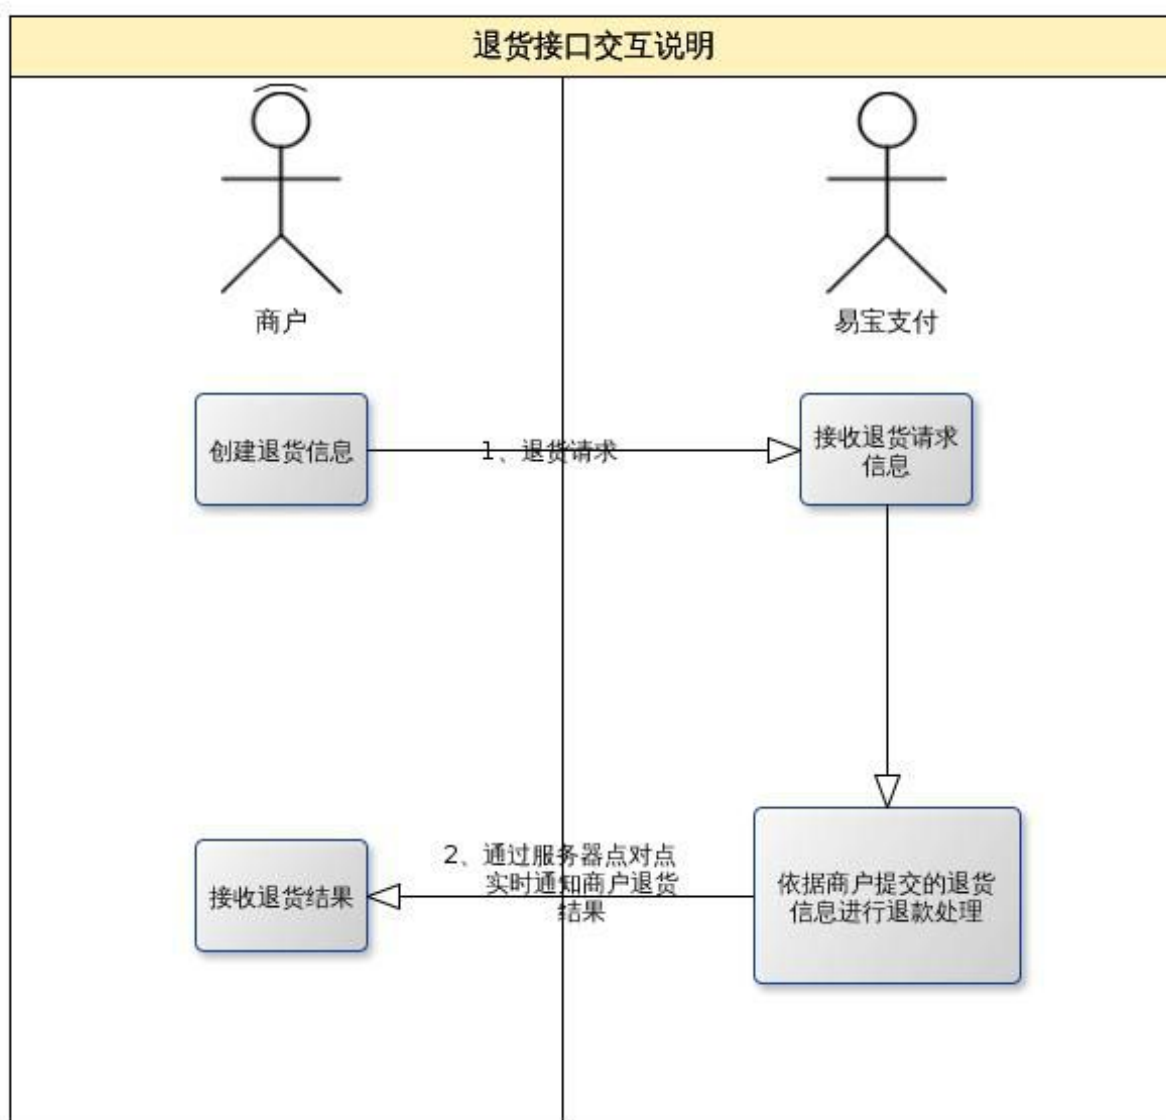 退货接口交互说明
商户
易宝支付
创建退货信息
1、退货请求
接收退货请求
信息
接收退货结果
2、通过服务器点对点
实时通知商户退货
结果
依据商户提交的退货
信息进行退款处理